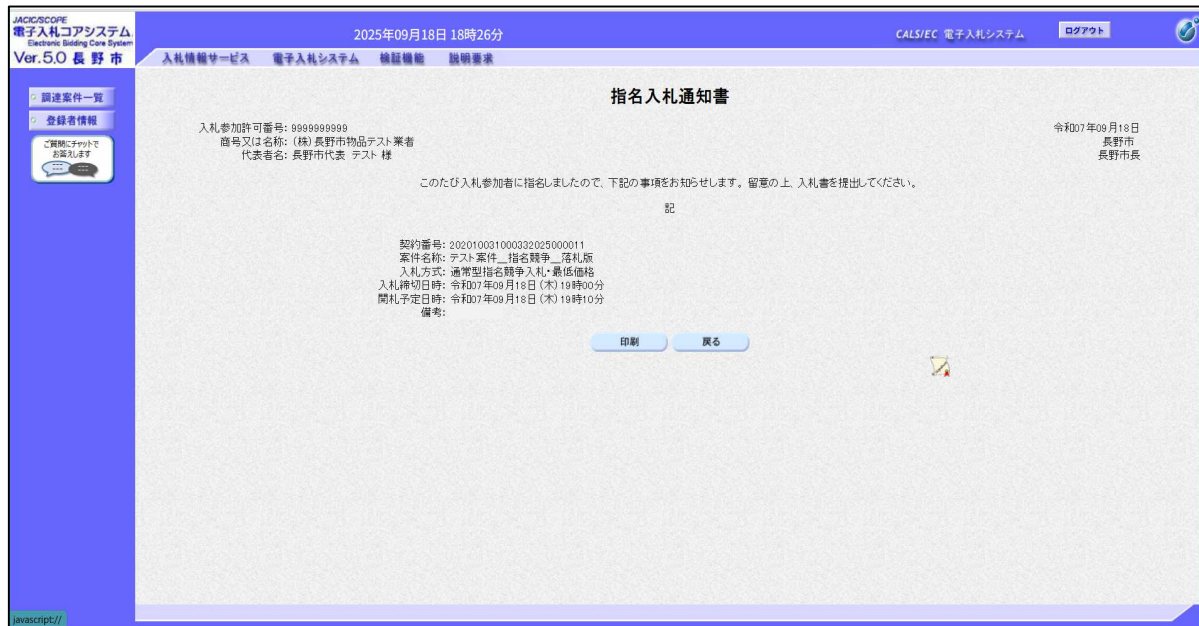 JACIC/SCOPE
電子入札コアシステム
Electronic Bidding Core System
Ver.5.0 長野市
2025年09月18日 18時26分
CALS/EC 電子入札システム
ログアウト
入札情報サービス 電子入札システム 検証機能 説明要求
調達案件一覧
登録者情報
ご質問にチャットで
お答えします
指名入札通知書
令和07年09月18日
長野市
長野市長
入札参加許可番号: 9999999999
商号又は名称: (株)長野市物品テスト業者
代表者名: 長野市代表 テスト 様
このたび入札参加者に指名しましたので、下記の事項をお知らせします。留意の上、入札書を提出してください。
記
契約番号: 202010031000332025000011
案件名称: テスト案件__指名競争__落札版
入札方式: 通常型指名競争入札・最低価格
入札締切日時: 令和07年09月18日(木)19時00分
開札予定日時: 令和07年09月18日(木)19時10分
備考:
印刷 戻る
javascript://